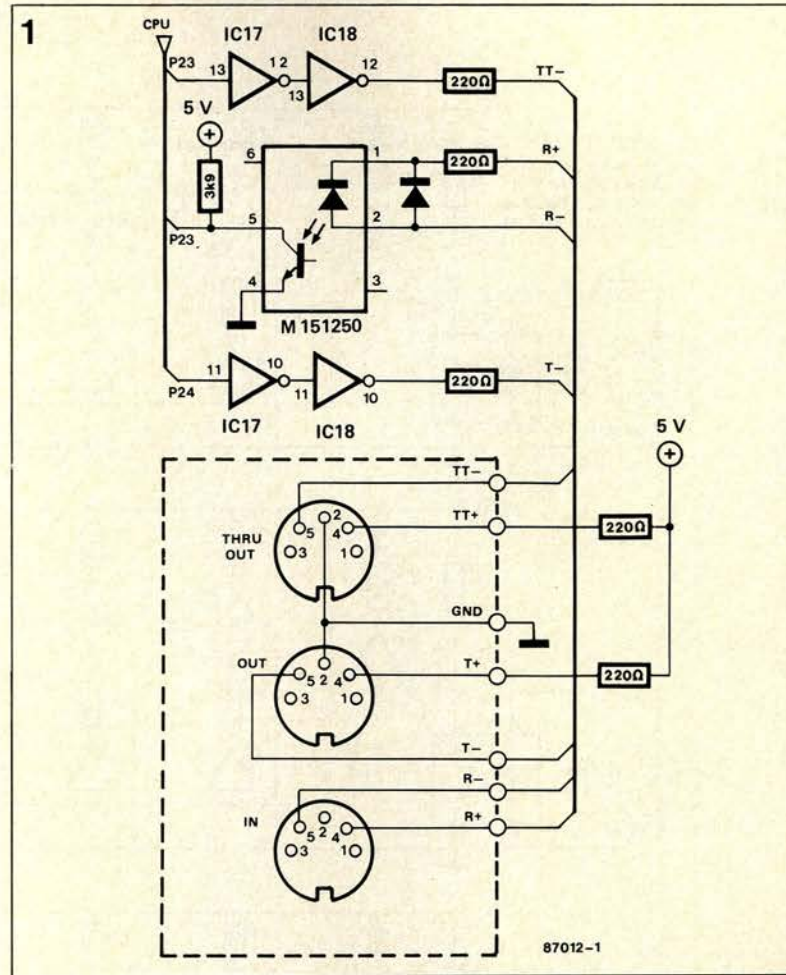 1
CPU
IC17
IC18
P23
13
12
13
12
220Ω
TT−
5 V
+
3k9
6
1
220Ω
R+
5
2
R−
P23
4
3
M 151250
P24
11
10
11
10
220Ω
T−
IC17
IC18
5 V
+
TT−
THRU
OUT
5
2
4
3
1
TT+
220Ω
GND
OUT
5
2
4
3
1
T+
220Ω
T−
R−
IN
5
2
4
3
1
R+
87012-1